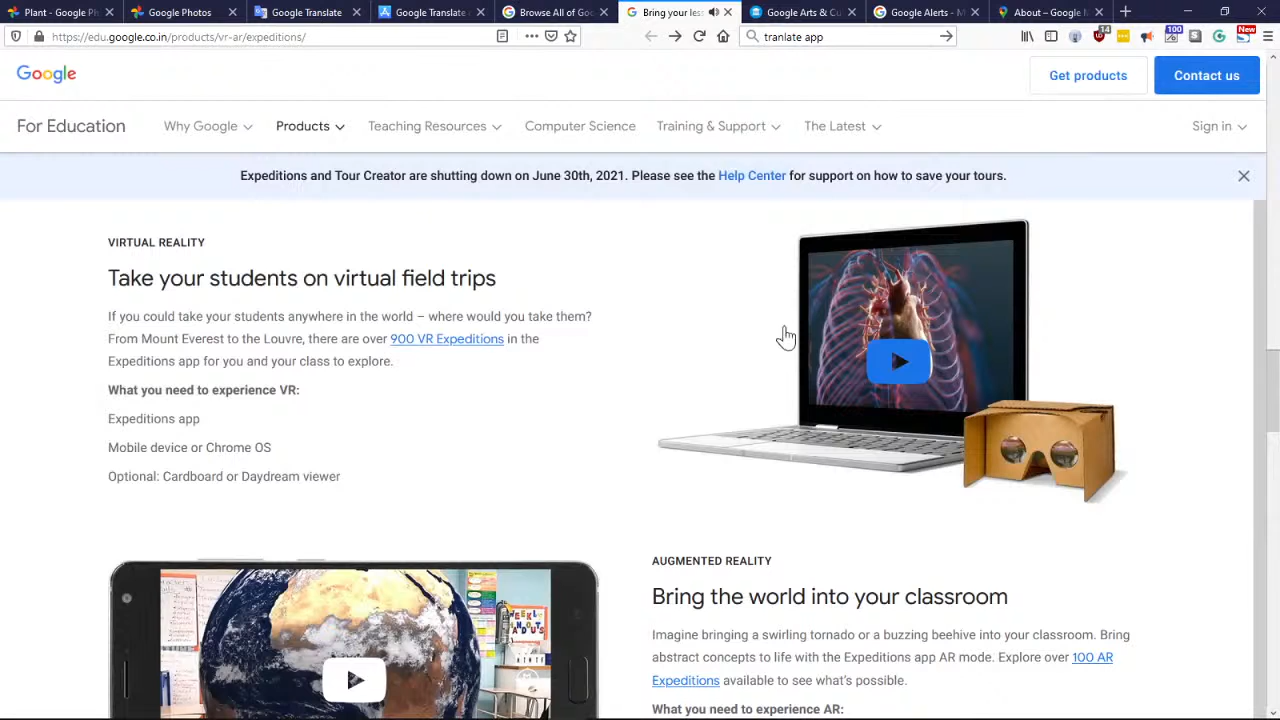 Plant - Google Ph
Google Photos
Google Translate
Google Translate
Browse All of Goo
Bring your less
Google Arts & Cu
Google Alerts - M
About – Google M
https://edu.google.co.in/products/vr-ar/expeditions/
tranlate app
14
100
New
Google
Get products
Contact us
For Education
Why Google
Products
Teaching Resources
Computer Science
Training & Support
The Latest
Sign in
Expeditions and Tour Creator are shutting down on June 30th, 2021. Please see the Help Center for support on how to save your tours.
VIRTUAL REALITY
Take your students on virtual field trips
If you could take your students anywhere in the world – where would you take them?
From Mount Everest to the Louvre, there are over 900 VR Expeditions in the
Expeditions app for you and your class to explore.
What you need to experience VR:
Expeditions app
Mobile device or Chrome OS
Optional: Cardboard or Daydream viewer
AUGMENTED REALITY
Bring the world into your classroom
Imagine bringing a swirling tornado or a buzzing beehive into your classroom. Bring
abstract concepts to life with the Expeditions app AR mode. Explore over 100 AR
Expeditions available to see what's possible.
What you need to experience AR: